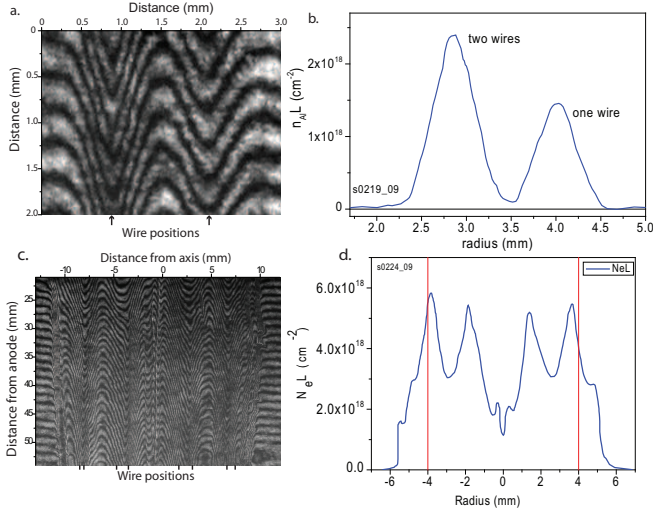 a.
Distance (mm)
0 0.5 1.0 1.5 2.0 2.5 3.0
Distance (mm)
0
0.5
1.0
1.5
2.0
Wire positions
b.
n_Al L (cm⁻²)
2x10¹⁸
1x10¹⁸
0
two wires
one wire
s0219_09
2.0 2.5 3.0 3.5 4.0 4.5 5.0
radius (mm)
c.
Distance from axis (mm)
-10 -5 0 5 10
Distance from anode (mm)
25
30
35
40
45
50
Wire positions
d.
s0224_09
NeL
N_e L (cm⁻²)
6.0x10¹⁸
4.0x10¹⁸
2.0x10¹⁸
0.0
-6 -4 -2 0 2 4 6
Radius (mm)